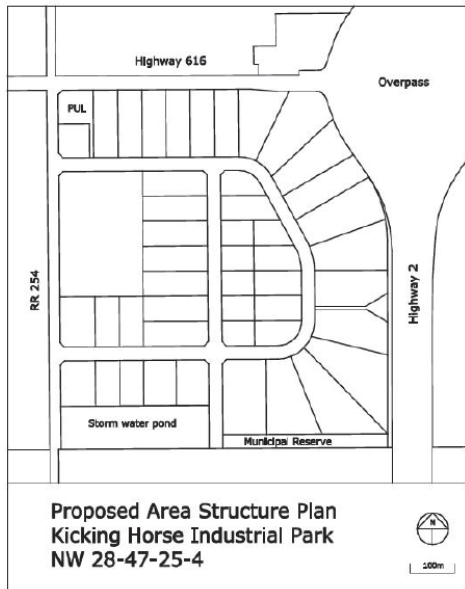 Highway 616
Overpass
PUL
RR 254
Highway 2
Storm water pond
Municipal Reserve
Proposed Area Structure Plan
Kicking Horse Industrial Park
NW 28-47-25-4
N
100m